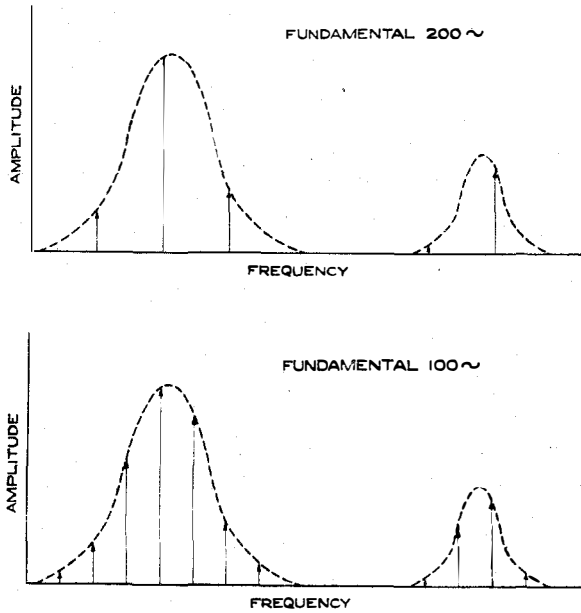 FUNDAMENTAL 200~
AMPLITUDE
FREQUENCY
FUNDAMENTAL 100~
AMPLITUDE
FREQUENCY